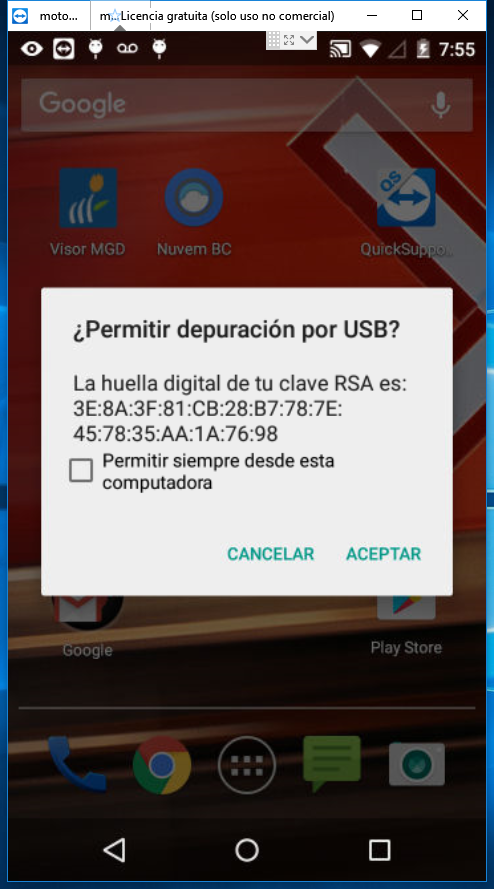 moto...
m
Licencia gratuita (solo uso no comercial)
7:55
Google
Visor MGD
Nuvem BC
QS
QuickSuppo..
¿Permitir depuración por USB?
La huella digital de tu clave RSA es:
3E:8A:3F:81:CB:28:B7:78:7E:
45:78:35:AA:1A:76:98
Permitir siempre desde esta
computadora
CANCELAR
ACEPTAR
Google
Play Store